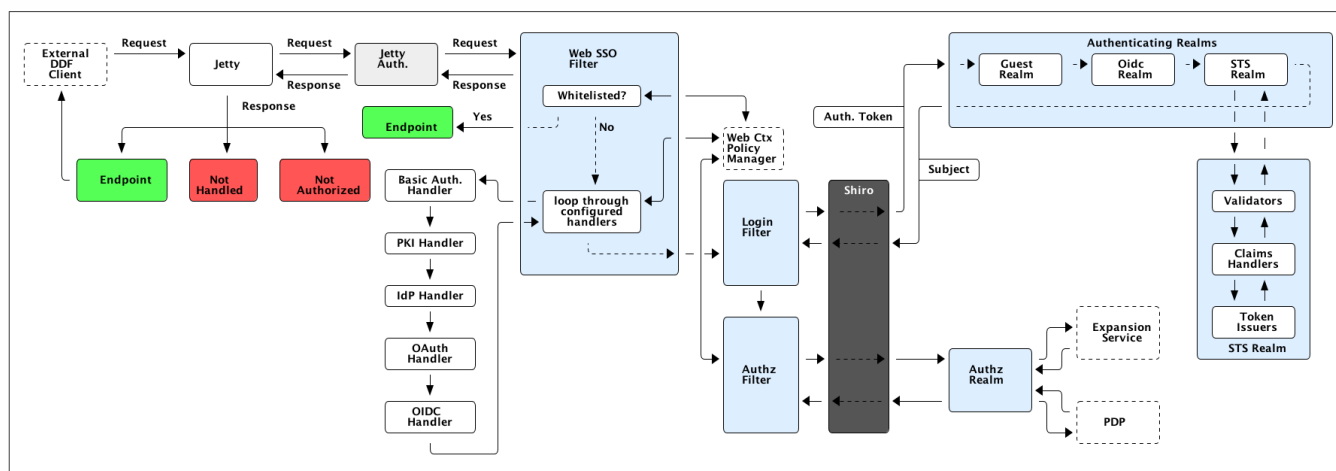 External
DDF
Client
Request
Jetty
Request
Response
Jetty
Auth.
Request
Response
Response
Endpoint
Not
Handled
Not
Authorized
Web SSO
Filter
Whitelisted?
Yes
Endpoint
No
loop through
configured
handlers
Basic Auth.
Handler
PKI Handler
IdP Handler
OAuth
Handler
OIDC
Handler
Web Ctx
Policy
Manager
Login
Filter
Authz
Filter
Shiro
Auth. Token
Subject
Authenticating Realms
Guest
Realm
Oidc
Realm
STS
Realm
Validators
Claims
Handlers
Token
Issuers
STS Realm
Authz
Realm
Expansion
Service
PDP